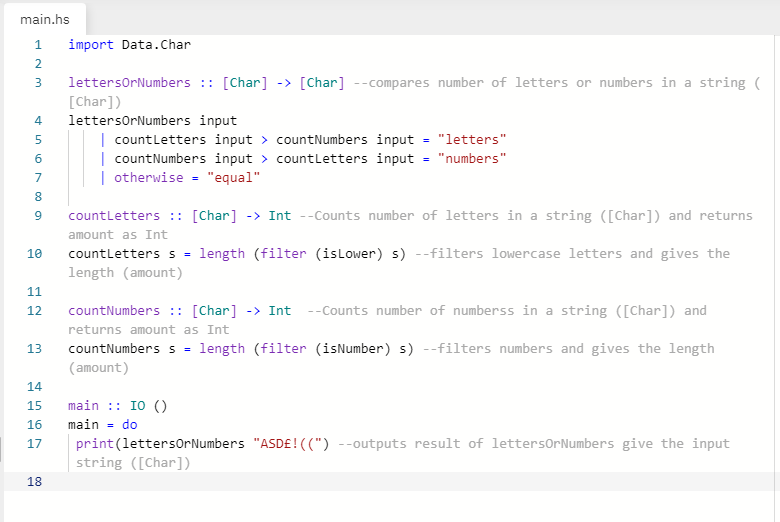 main.hs
1 import Data.Char
2
3 lettersOrNumbers :: [Char] -> [Char] --compares number of letters or numbers in a string (
[Char])
4 lettersOrNumbers input
5 | countLetters input > countNumbers input = "letters"
6 | countNumbers input > countLetters input = "numbers"
7 | otherwise = "equal"
8
9 countLetters :: [Char] -> Int --Counts number of letters in a string ([Char]) and returns
amount as Int
10 countLetters s = length (filter (isLower) s) --filters lowercase letters and gives the
length (amount)
11
12 countNumbers :: [Char] -> Int  --Counts number of numberss in a string ([Char]) and
returns amount as Int
13 countNumbers s = length (filter (isNumber) s) --filters numbers and gives the length
(amount)
14
15 main :: IO ()
16 main = do
17 print(lettersOrNumbers "ASD£!((") --outputs result of lettersOrNumbers give the input
string ([Char])
18